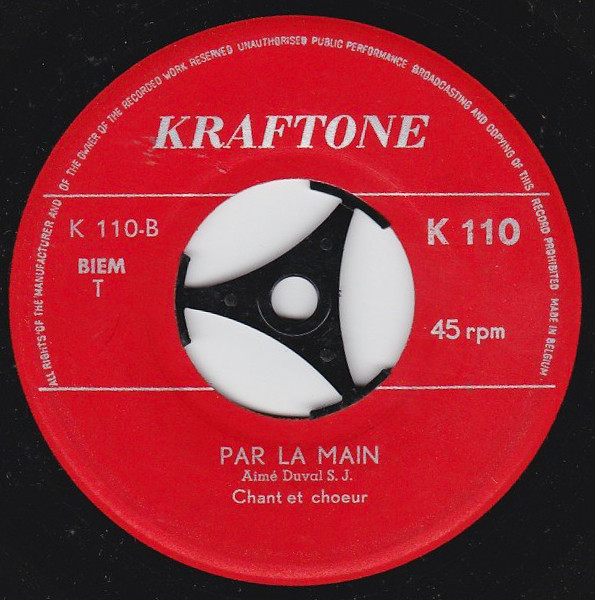 ALL RIGHTS OF THE MANUFACTURER AND OF THE OWNER OF THE RECORDED WORK RESERVED UNAUTHORISED PUBLIC PERFORMANCE BROADCASTING AND COPYING OF THIS RECORD PROHIBITED MADE IN BELGIUM
KRAFTONE
K 110-B
K 110
BIEM
T
45 rpm
PAR LA MAIN
Aimé Duval S. J.
Chant et choeur